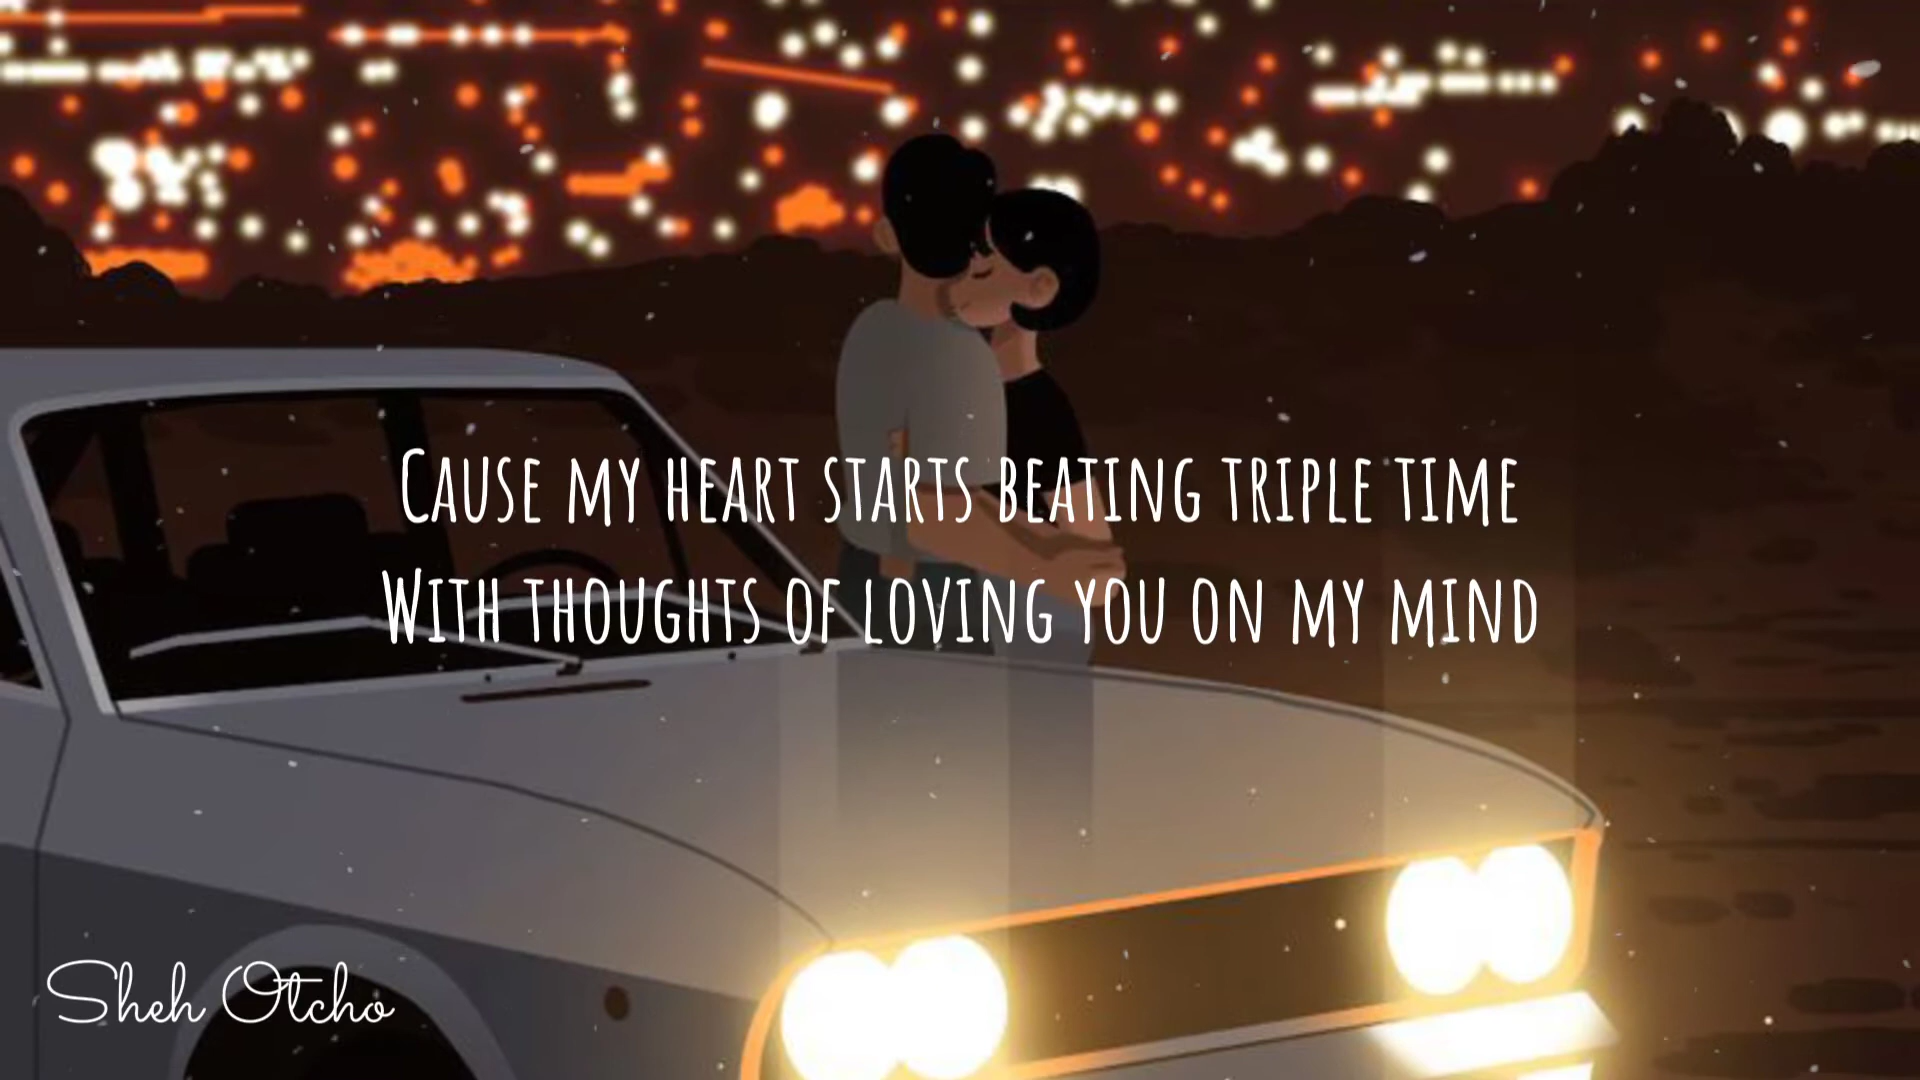 Cause my heart starts beating triple time
With thoughts of loving you on my mind
Sheh Otcho